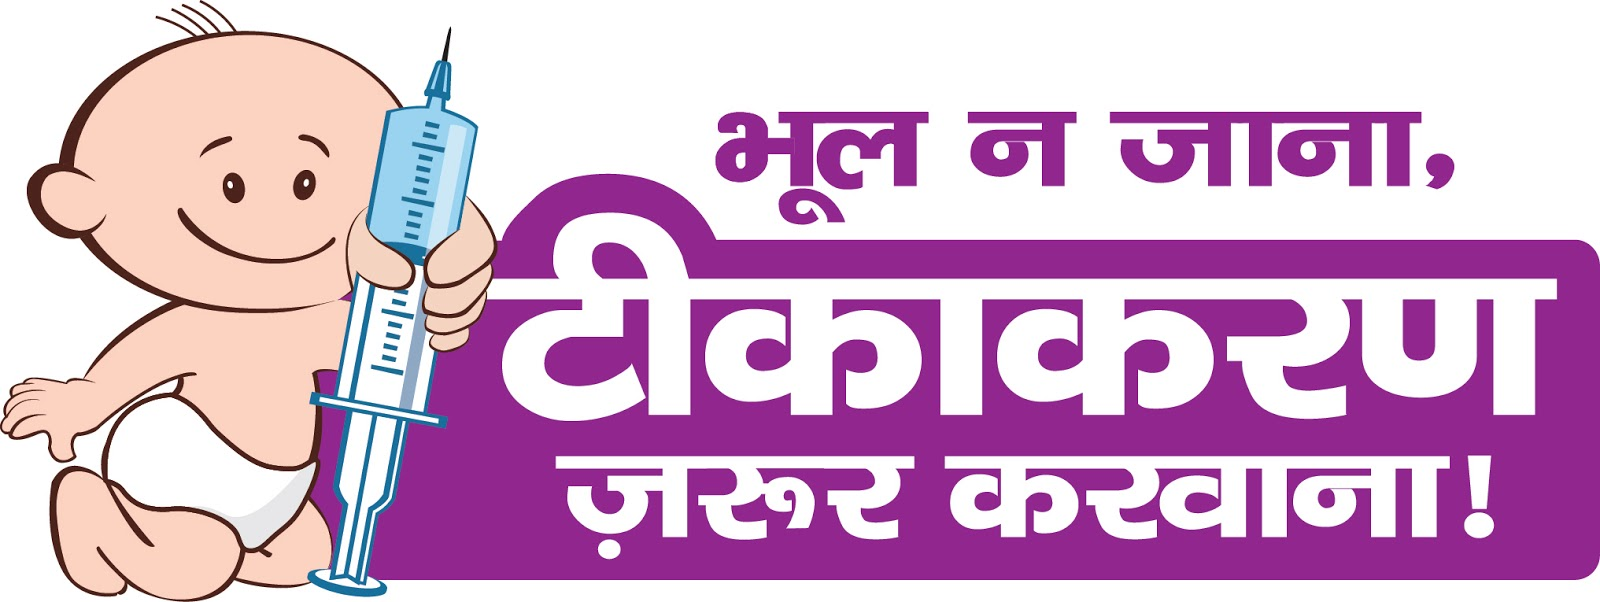 भूल न जाना,
टीकाकरण
ज़रूर करवाना!